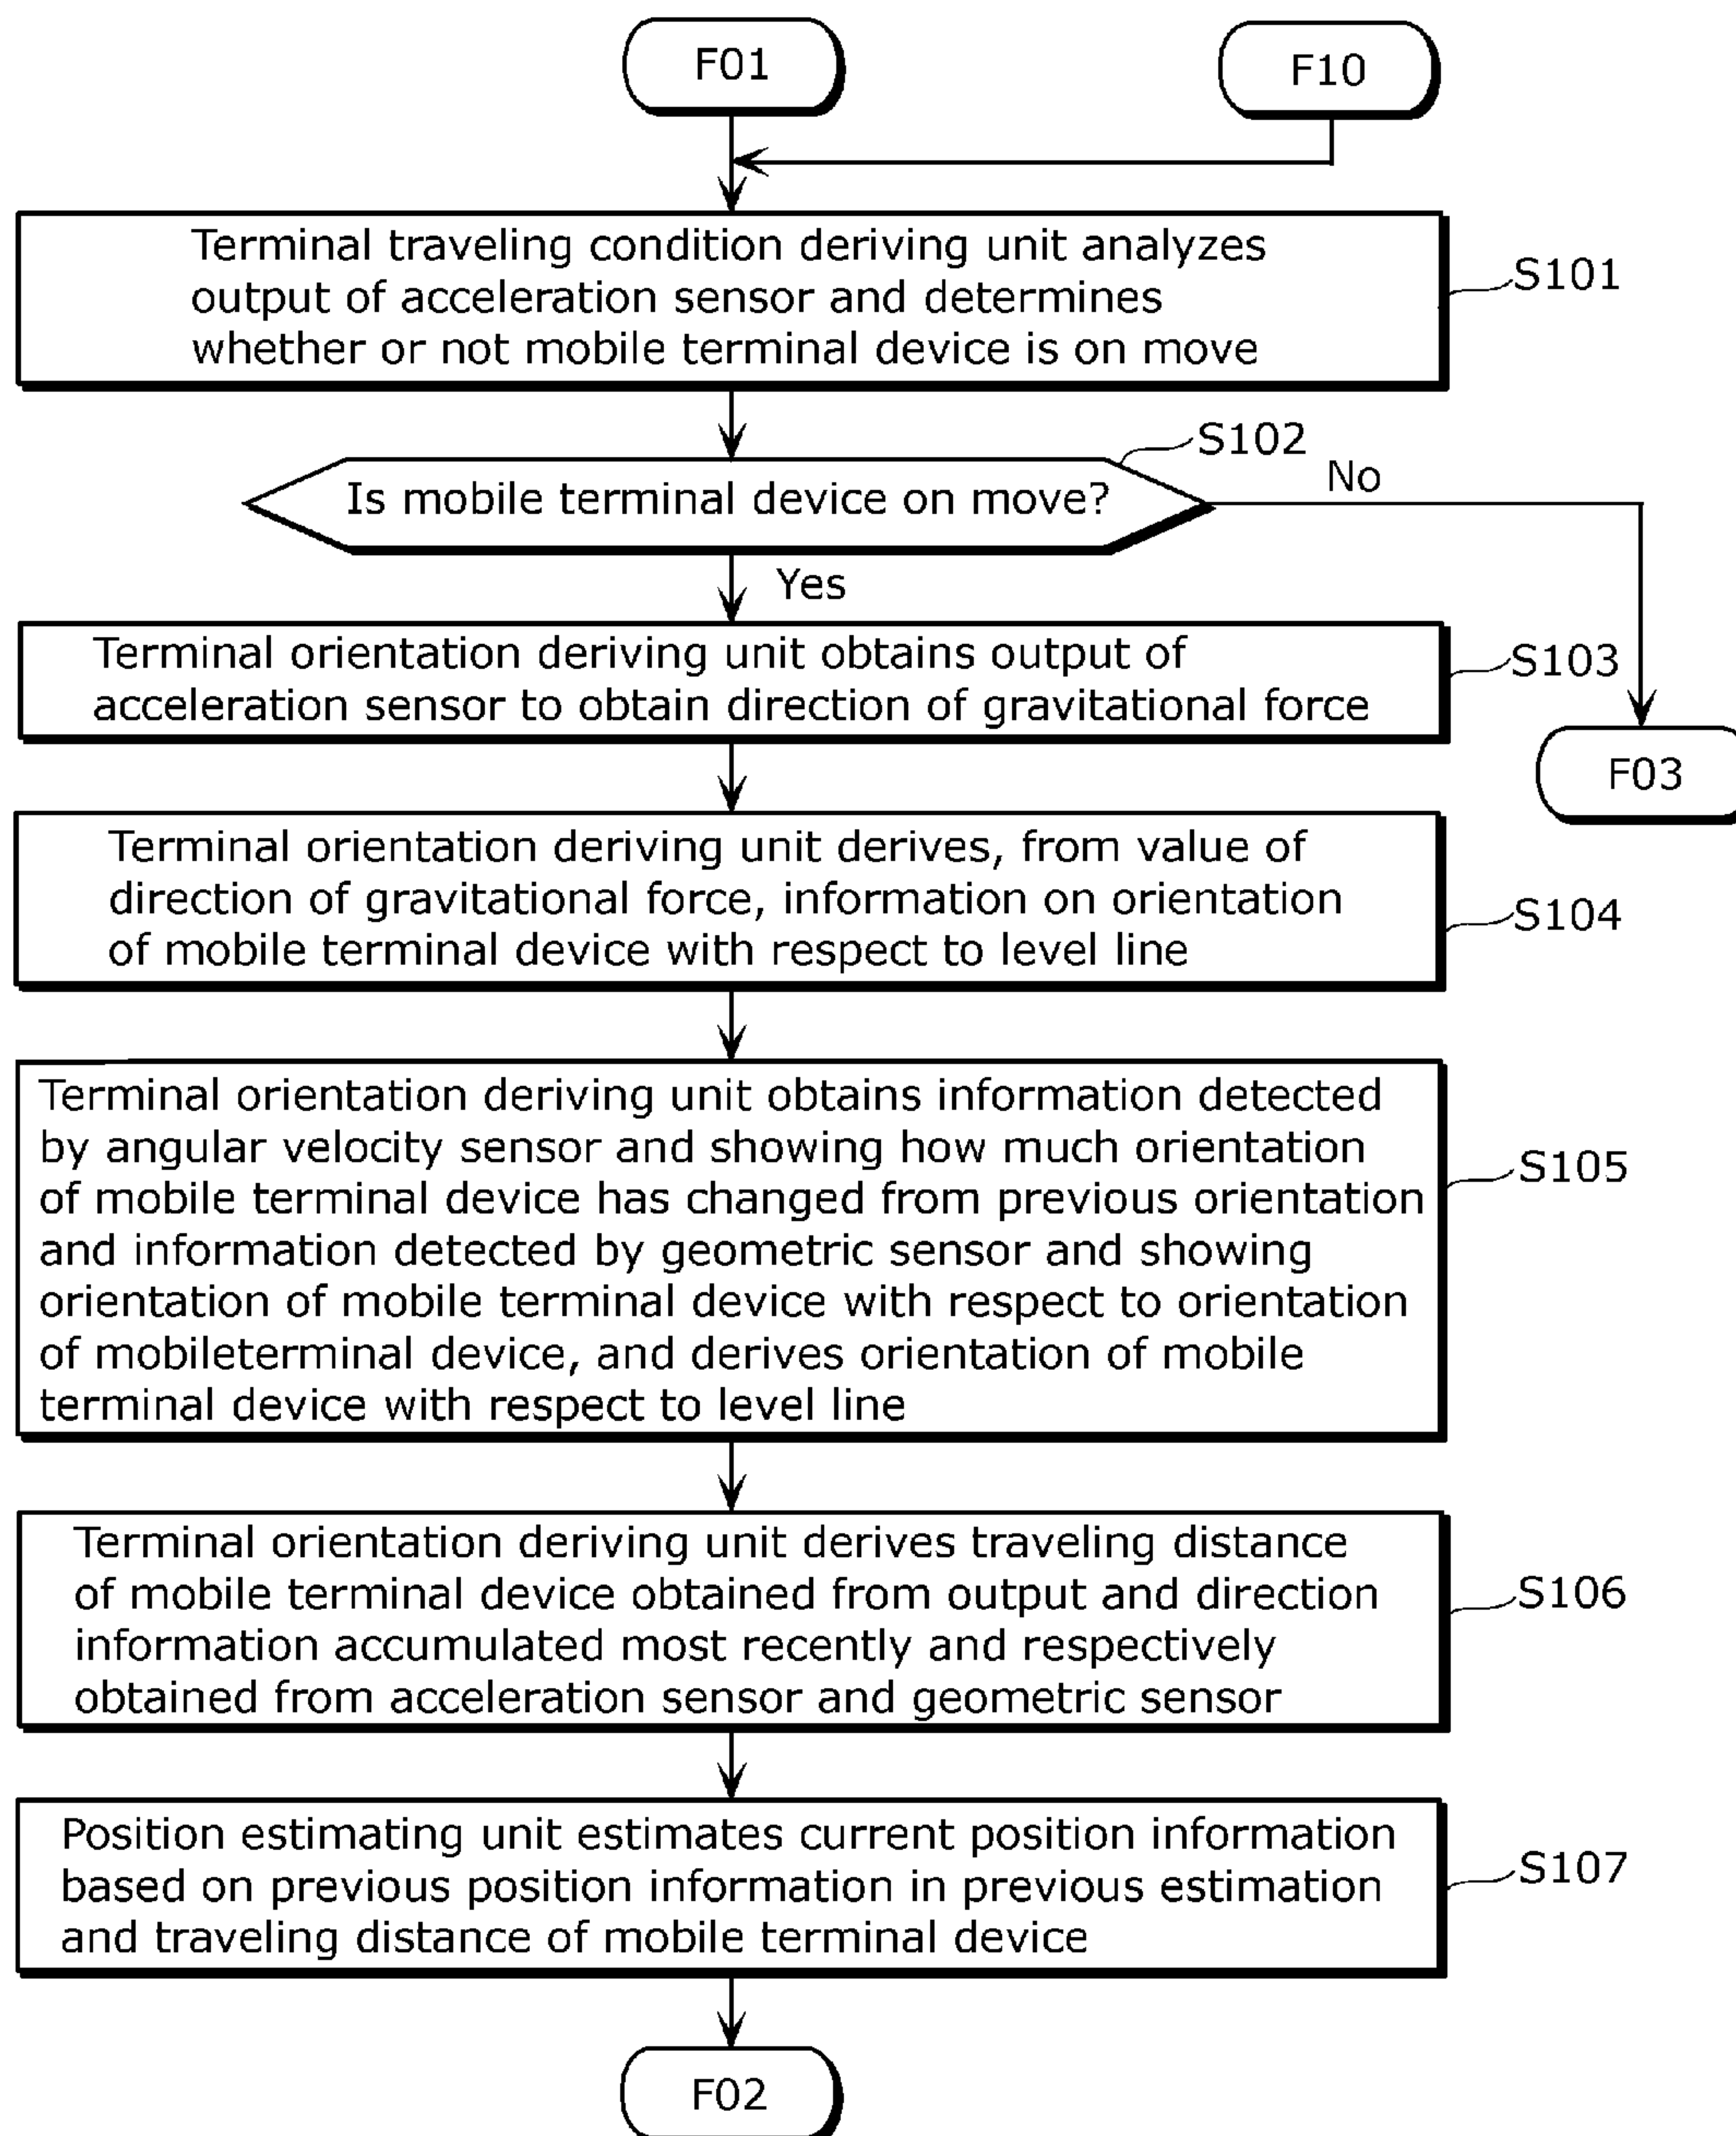 F01
F10
Terminal traveling condition deriving unit analyzes
output of acceleration sensor and determines
whether or not mobile terminal device is on move
S101
S102
Is mobile terminal device on move?
No
Yes
Terminal orientation deriving unit obtains output of
acceleration sensor to obtain direction of gravitational force
S103
F03
Terminal orientation deriving unit derives, from value of
direction of gravitational force, information on orientation
of mobile terminal device with respect to level line
S104
Terminal orientation deriving unit obtains information detected
by angular velocity sensor and showing how much orientation
of mobile terminal device has changed from previous orientation
and information detected by geometric sensor and showing
orientation of mobile terminal device with respect to orientation
of mobileterminal device, and derives orientation of mobile
terminal device with respect to level line
S105
Terminal orientation deriving unit derives traveling distance
of mobile terminal device obtained from output and direction
information accumulated most recently and respectively
obtained from acceleration sensor and geometric sensor
S106
Position estimating unit estimates current position information
based on previous position information in previous estimation
and traveling distance of mobile terminal device
S107
F02